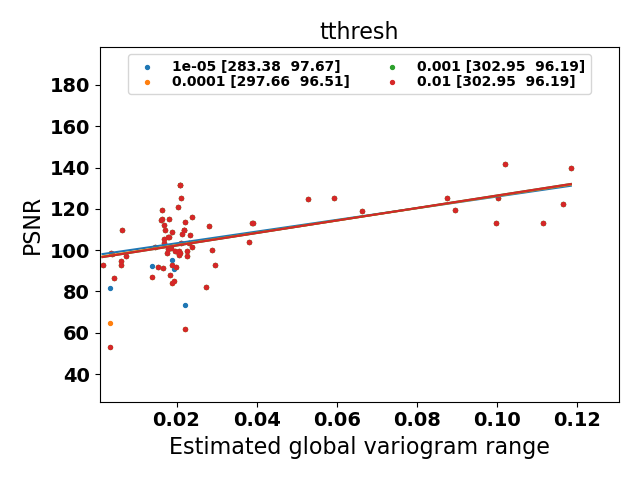 tthresh
1e-05 [283.38  97.67]
0.0001 [297.66  96.51]
0.001 [302.95  96.19]
0.01 [302.95  96.19]
PSNR
180
160
140
120
100
80
60
40
0.02 0.04 0.06 0.08 0.10 0.12
Estimated global variogram range